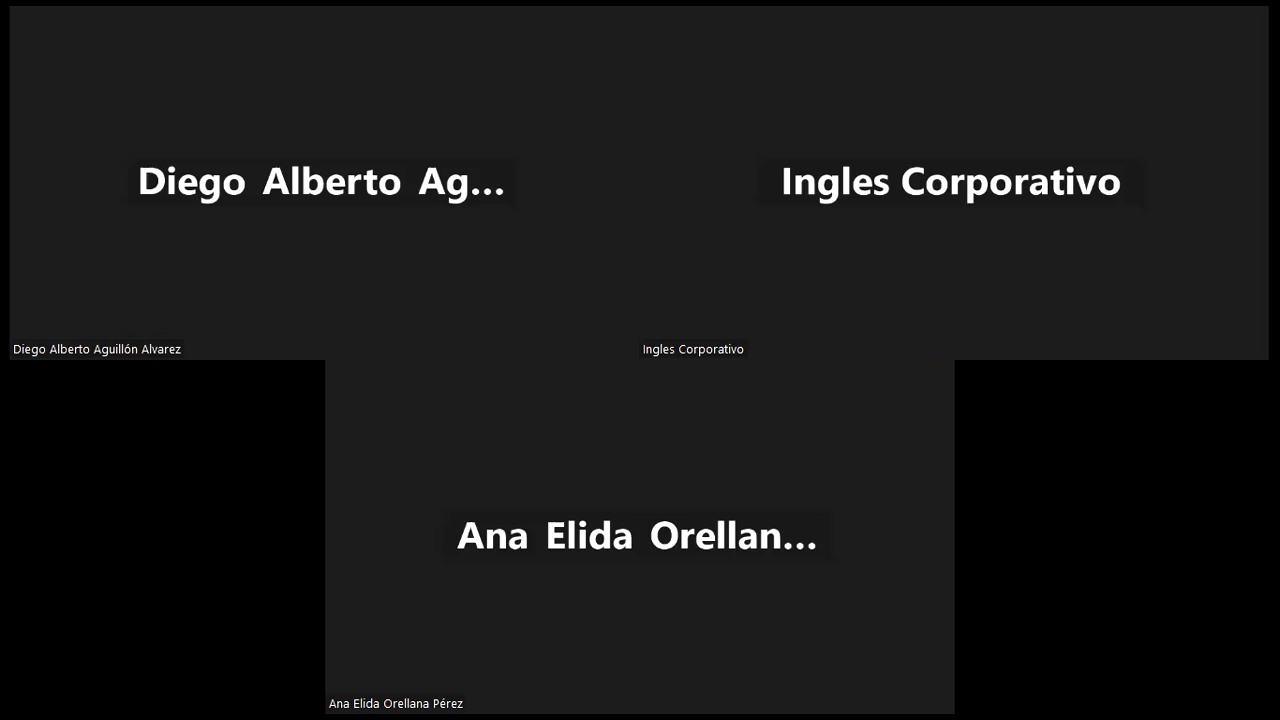 Diego Alberto Ag...
Ingles Corporativo
Diego Alberto Aguillón Alvarez
Ingles Corporativo
Ana Elida Orellan...
Ana Elida Orellana Pérez